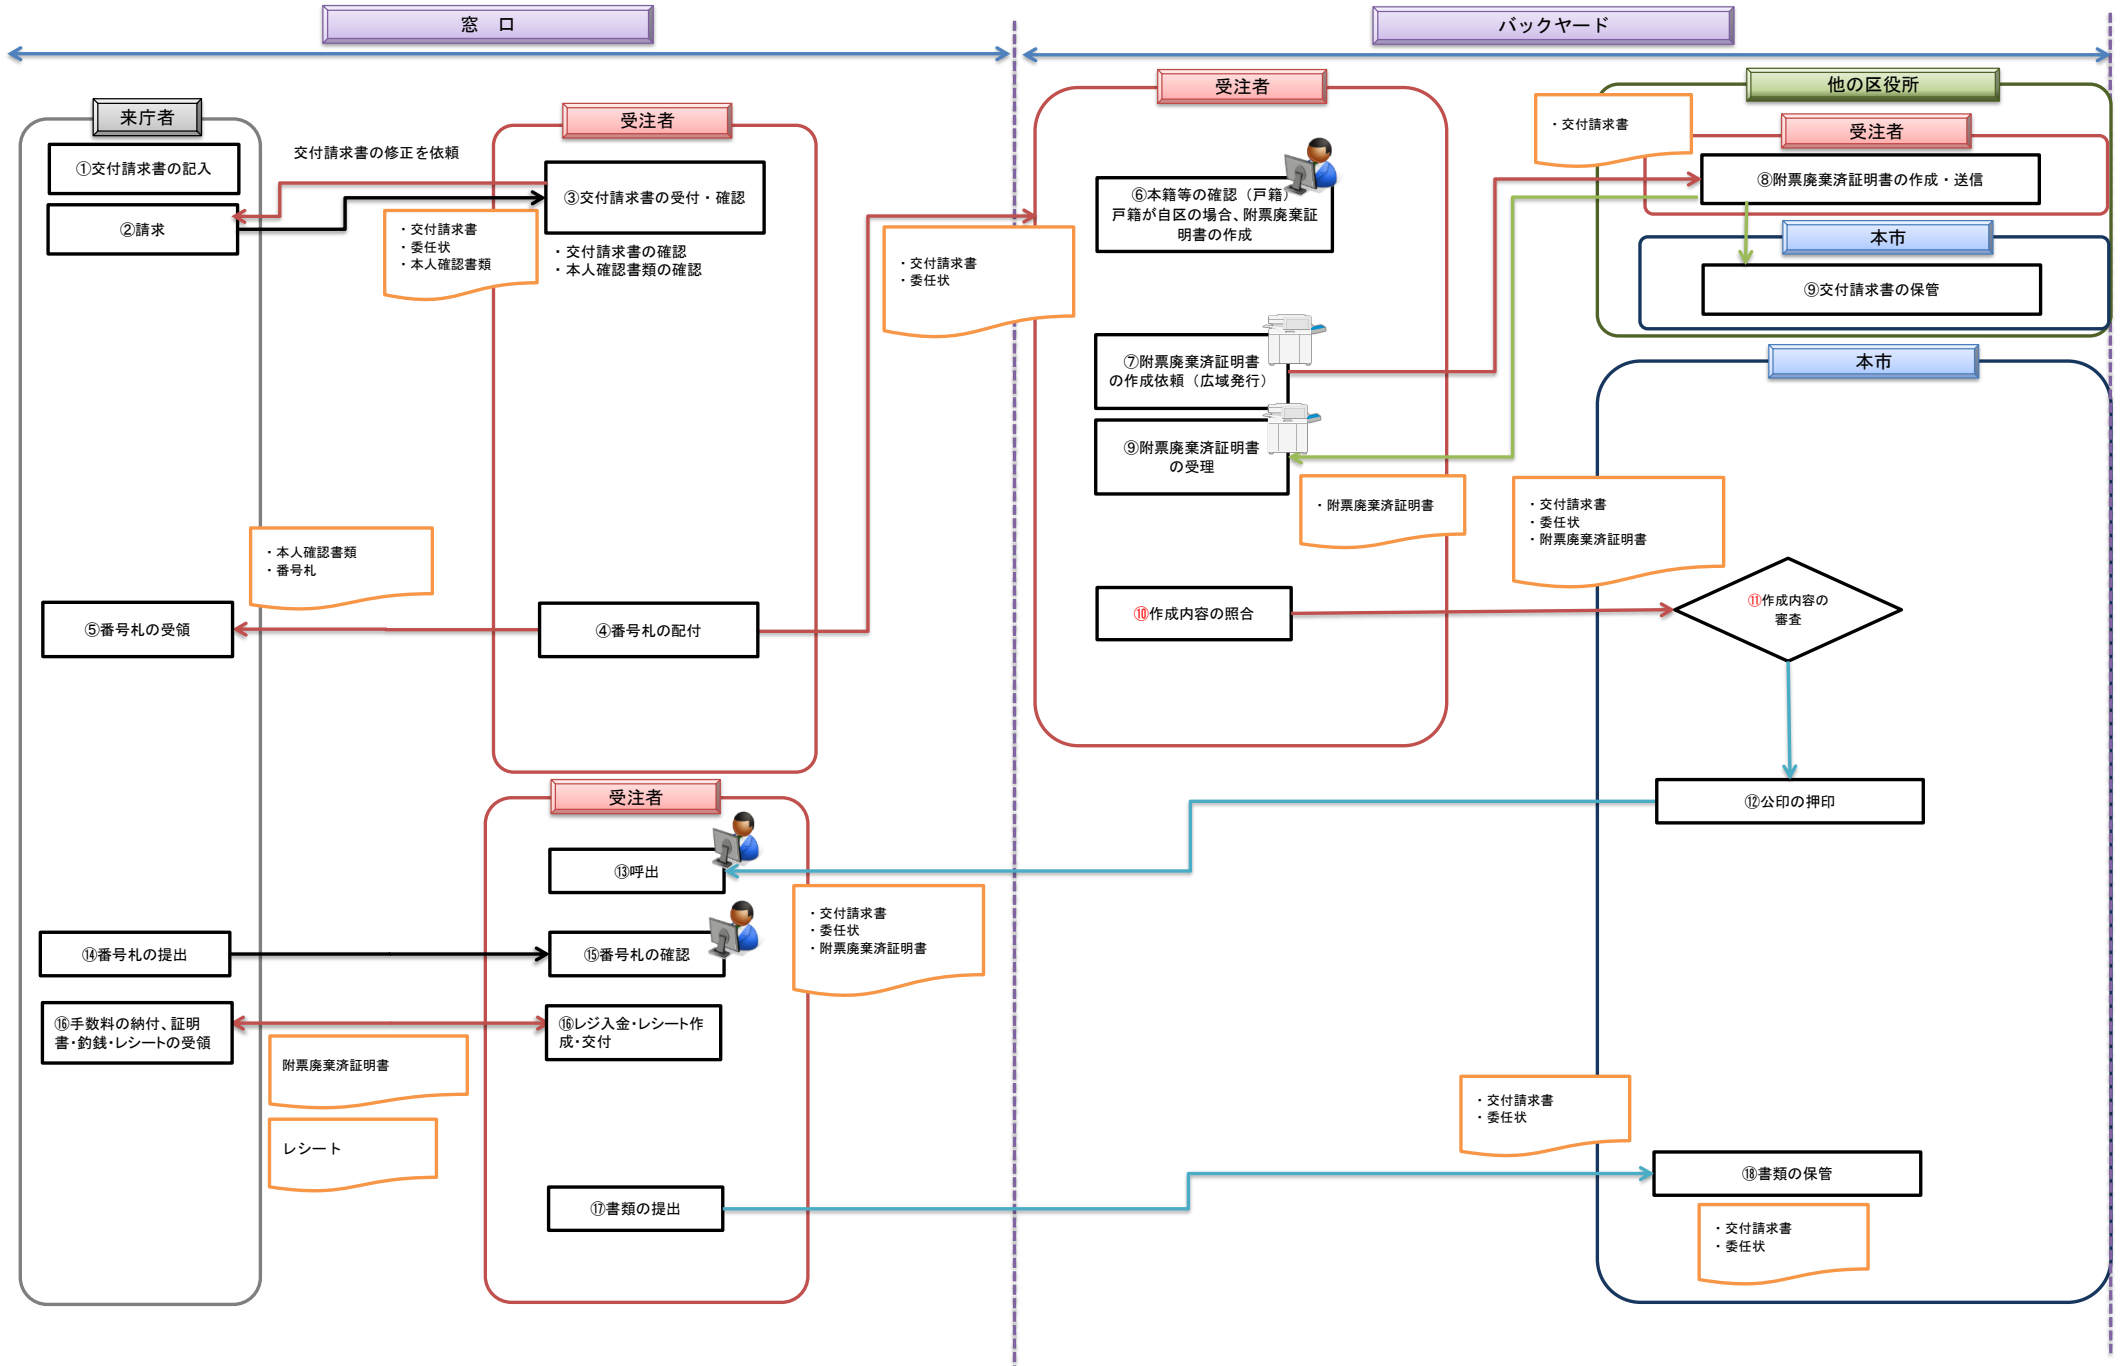 窓　口
バックヤード
来庁者
①交付請求書の記入
②請求
交付請求書の修正を依頼
受注者
③交付請求書の受付・確認
・交付請求書の確認
・本人確認書類の確認
・交付請求書
・委任状
・本人確認書類
・交付請求書
・委任状
受注者
⑥本籍等の確認（戸籍）
戸籍が自区の場合、附票廃棄証
明書の作成
⑦附票廃棄済証明書
の作成依頼（広域発行）
⑨附票廃棄済証明書
の受理
・附票廃棄済証明書
⑩作成内容の照合
他の区役所
・交付請求書
受注者
⑧附票廃棄済証明書の作成・送信
本市
⑨交付請求書の保管
本市
・交付請求書
・委任状
・附票廃棄済証明書
⑪作成内容の
審査
・本人確認書類
・番号札
⑤番号札の受領
④番号札の配付
⑫公印の押印
受注者
⑬呼出
・交付請求書
・委任状
・附票廃棄済証明書
⑭番号札の提出
⑮番号札の確認
⑯手数料の納付、証明
書・釣銭・レシートの受領
⑯レジ入金・レシート作
成・交付
附票廃棄済証明書
レシート
⑰書類の提出
・交付請求書
・委任状
⑱書類の保管
・交付請求書
・委任状